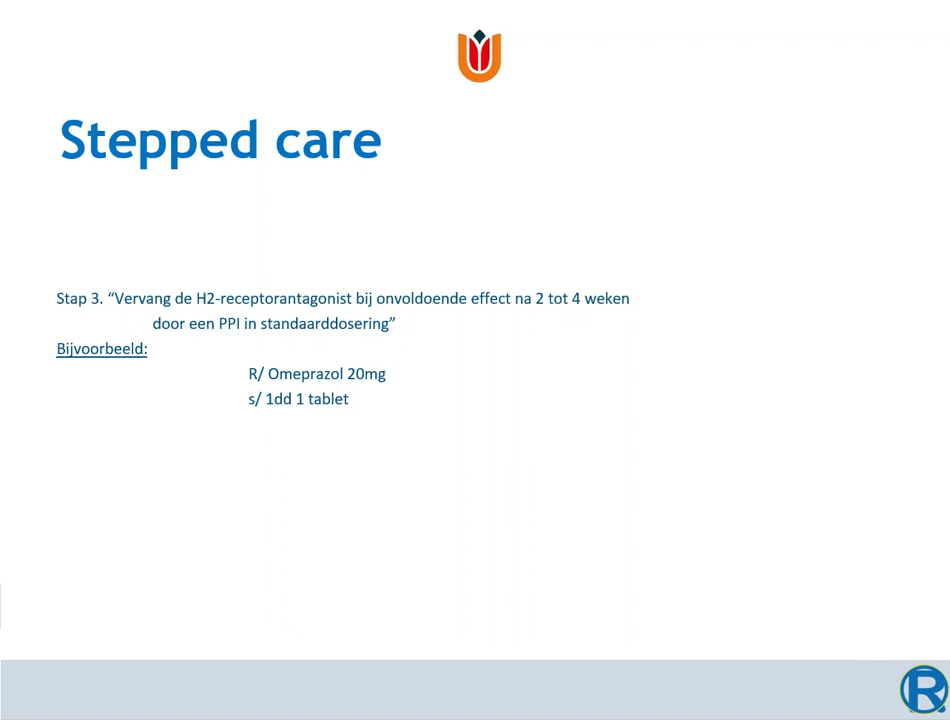 Stepped care
Stap 3. “Vervang de H2-receptorantagonist bij onvoldoende effect na 2 tot 4 weken
door een PPI in standaarddosering”
Bijvoorbeeld:
R/ Omeprazol 20mg
s/ 1dd 1 tablet
R